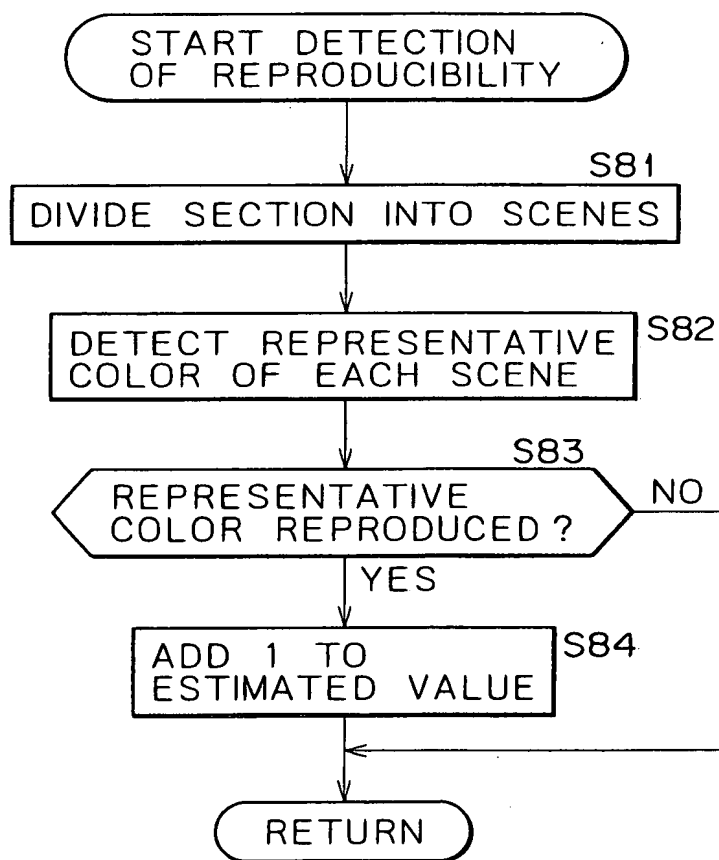 START DETECTION
OF REPRODUCIBILITY
S81
DIVIDE SECTION INTO SCENES
S82
DETECT REPRESENTATIVE
COLOR OF EACH SCENE
S83
REPRESENTATIVE
COLOR REPRODUCED?
NO
YES
S84
ADD 1 TO
ESTIMATED VALUE
RETURN